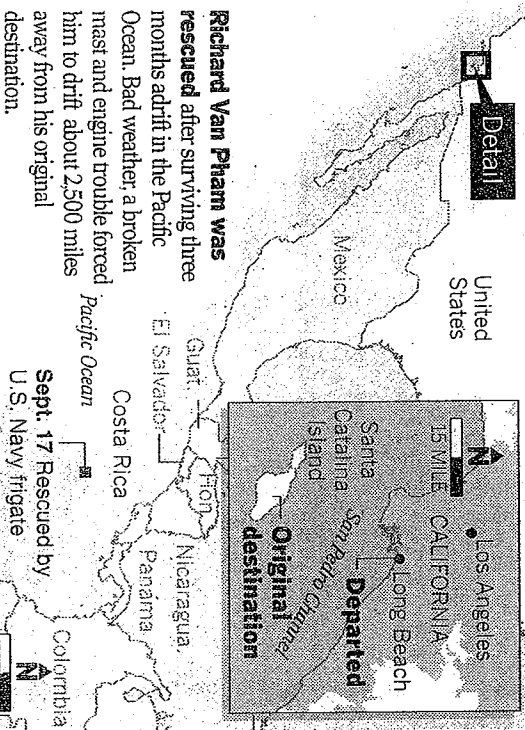 Detail
United
States
Mexico
Guat.
El Salvador
Hon.
Nicaragua
Costa Rica
Panama
Colombia
Pacific Ocean
Sept. 17 Rescued by
U.S. Navy frigate
N
N
15 MILE
CALIFORNIA
Los Angeles
Long Beach
Departed
San Pedro Channel
Santa
Catalina
Island
Original
destination
Richard Van Pham was
rescued after surviving three
months adrift in the Pacific
Ocean. Bad weather, a broken
mast and engine trouble forced
him to drift about 2,500 miles
away from his original
destination.